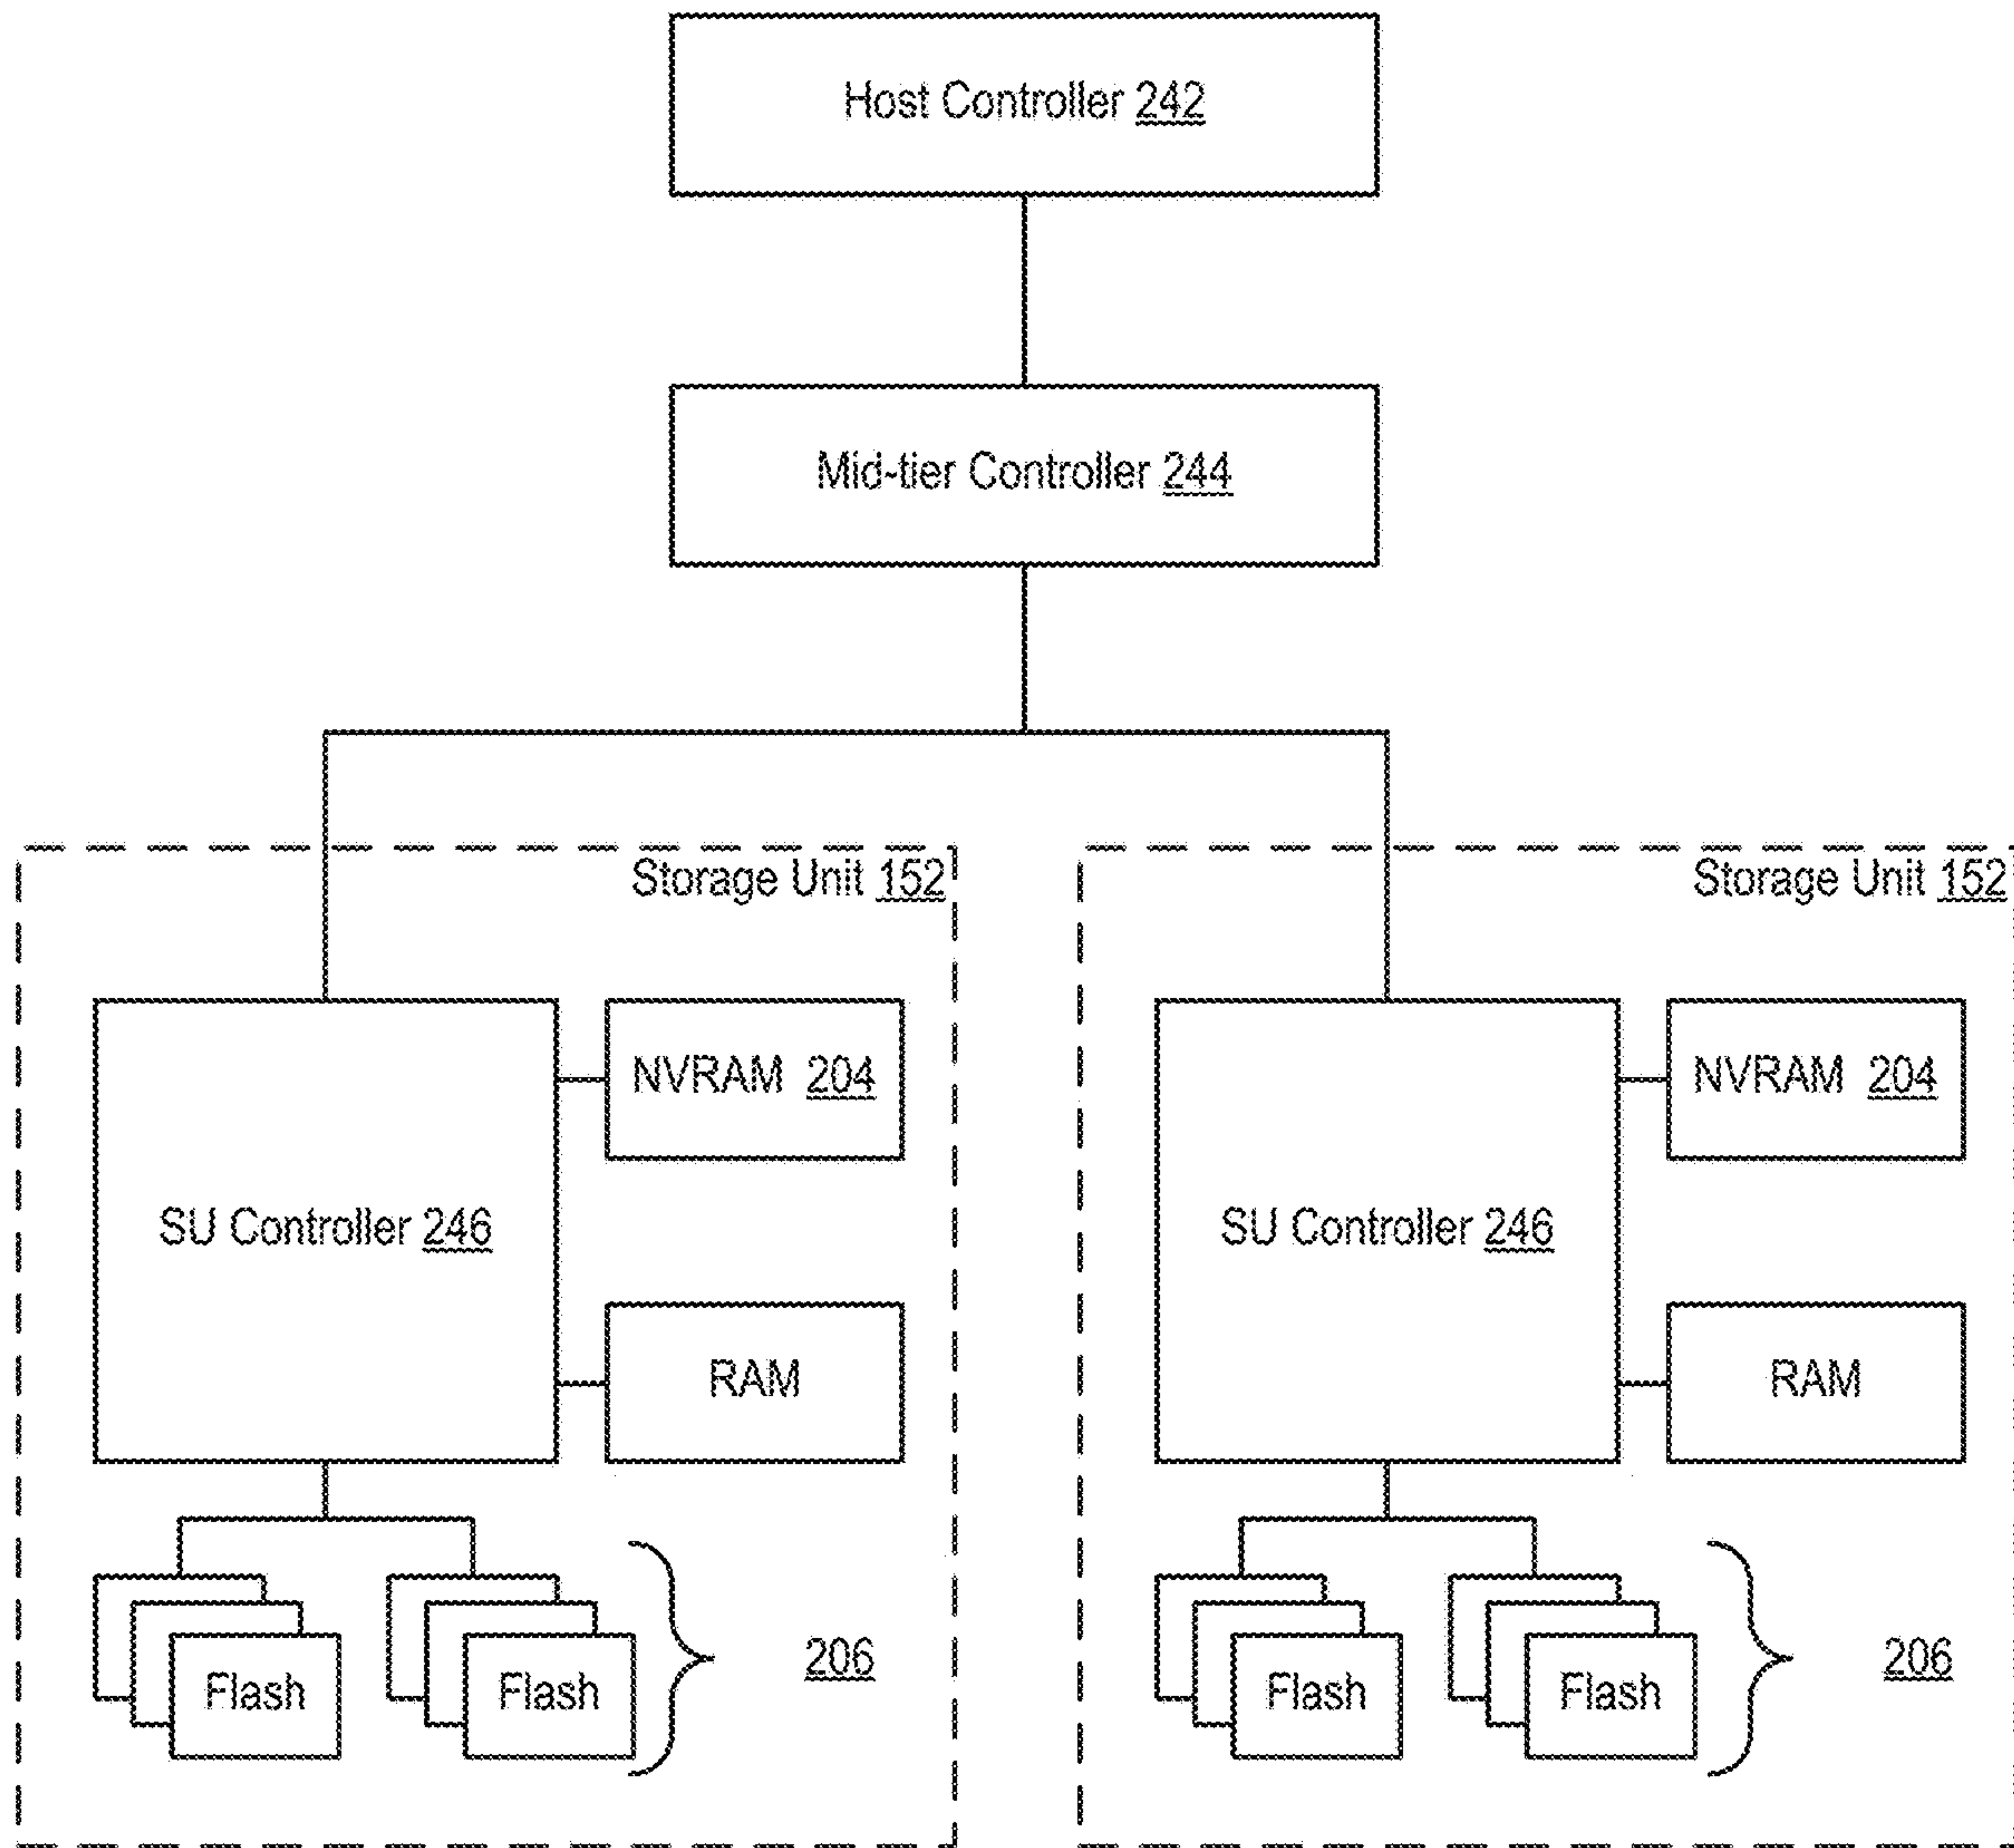 Host Controller 242
Mid-tier Controller 244
Storage Unit 152
NVRAM 204
SU Controller 246
RAM
Flash
Flash
206
Storage Unit 152
NVRAM 204
SU Controller 246
RAM
Flash
Flash
206